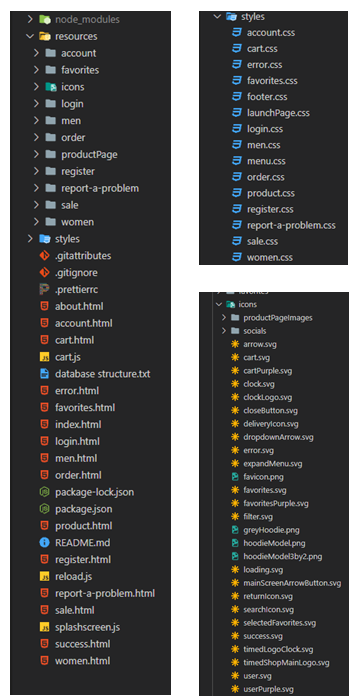 node_modules
resources
account
favorites
icons
login
men
order
productPage
register
report-a-problem
sale
women
styles
.gitattributes
.gitignore
.prettierrc
about.html
account.html
cart.html
cart.js
database structure.txt
error.html
favorites.html
index.html
login.html
men.html
order.html
package-lock.json
package.json
product.html
README.md
register.html
reload.js
report-a-problem.html
sale.html
splashscreen.js
success.html
women.html
styles
account.css
cart.css
error.css
favorites.css
footer.css
launchPage.css
login.css
men.css
menu.css
order.css
product.css
register.css
report-a-problem.css
sale.css
women.css
icons
productPageImages
socials
arrow.svg
cart.svg
cartPurple.svg
clock.svg
clockLogo.svg
closeButton.svg
deliveryIcon.svg
dropdownArrow.svg
error.svg
expandMenu.svg
favicon.png
favorites.svg
favoritesPurple.svg
filter.svg
greyHoodie.png
hoodieModel.png
hoodieModel3by2.png
loading.svg
mainScreenArrowButton.svg
returnIcon.svg
searchIcon.svg
selectedFavorites.svg
success.svg
timedLogoClock.svg
timedShopMainLogo.svg
user.svg
userPurple.svg